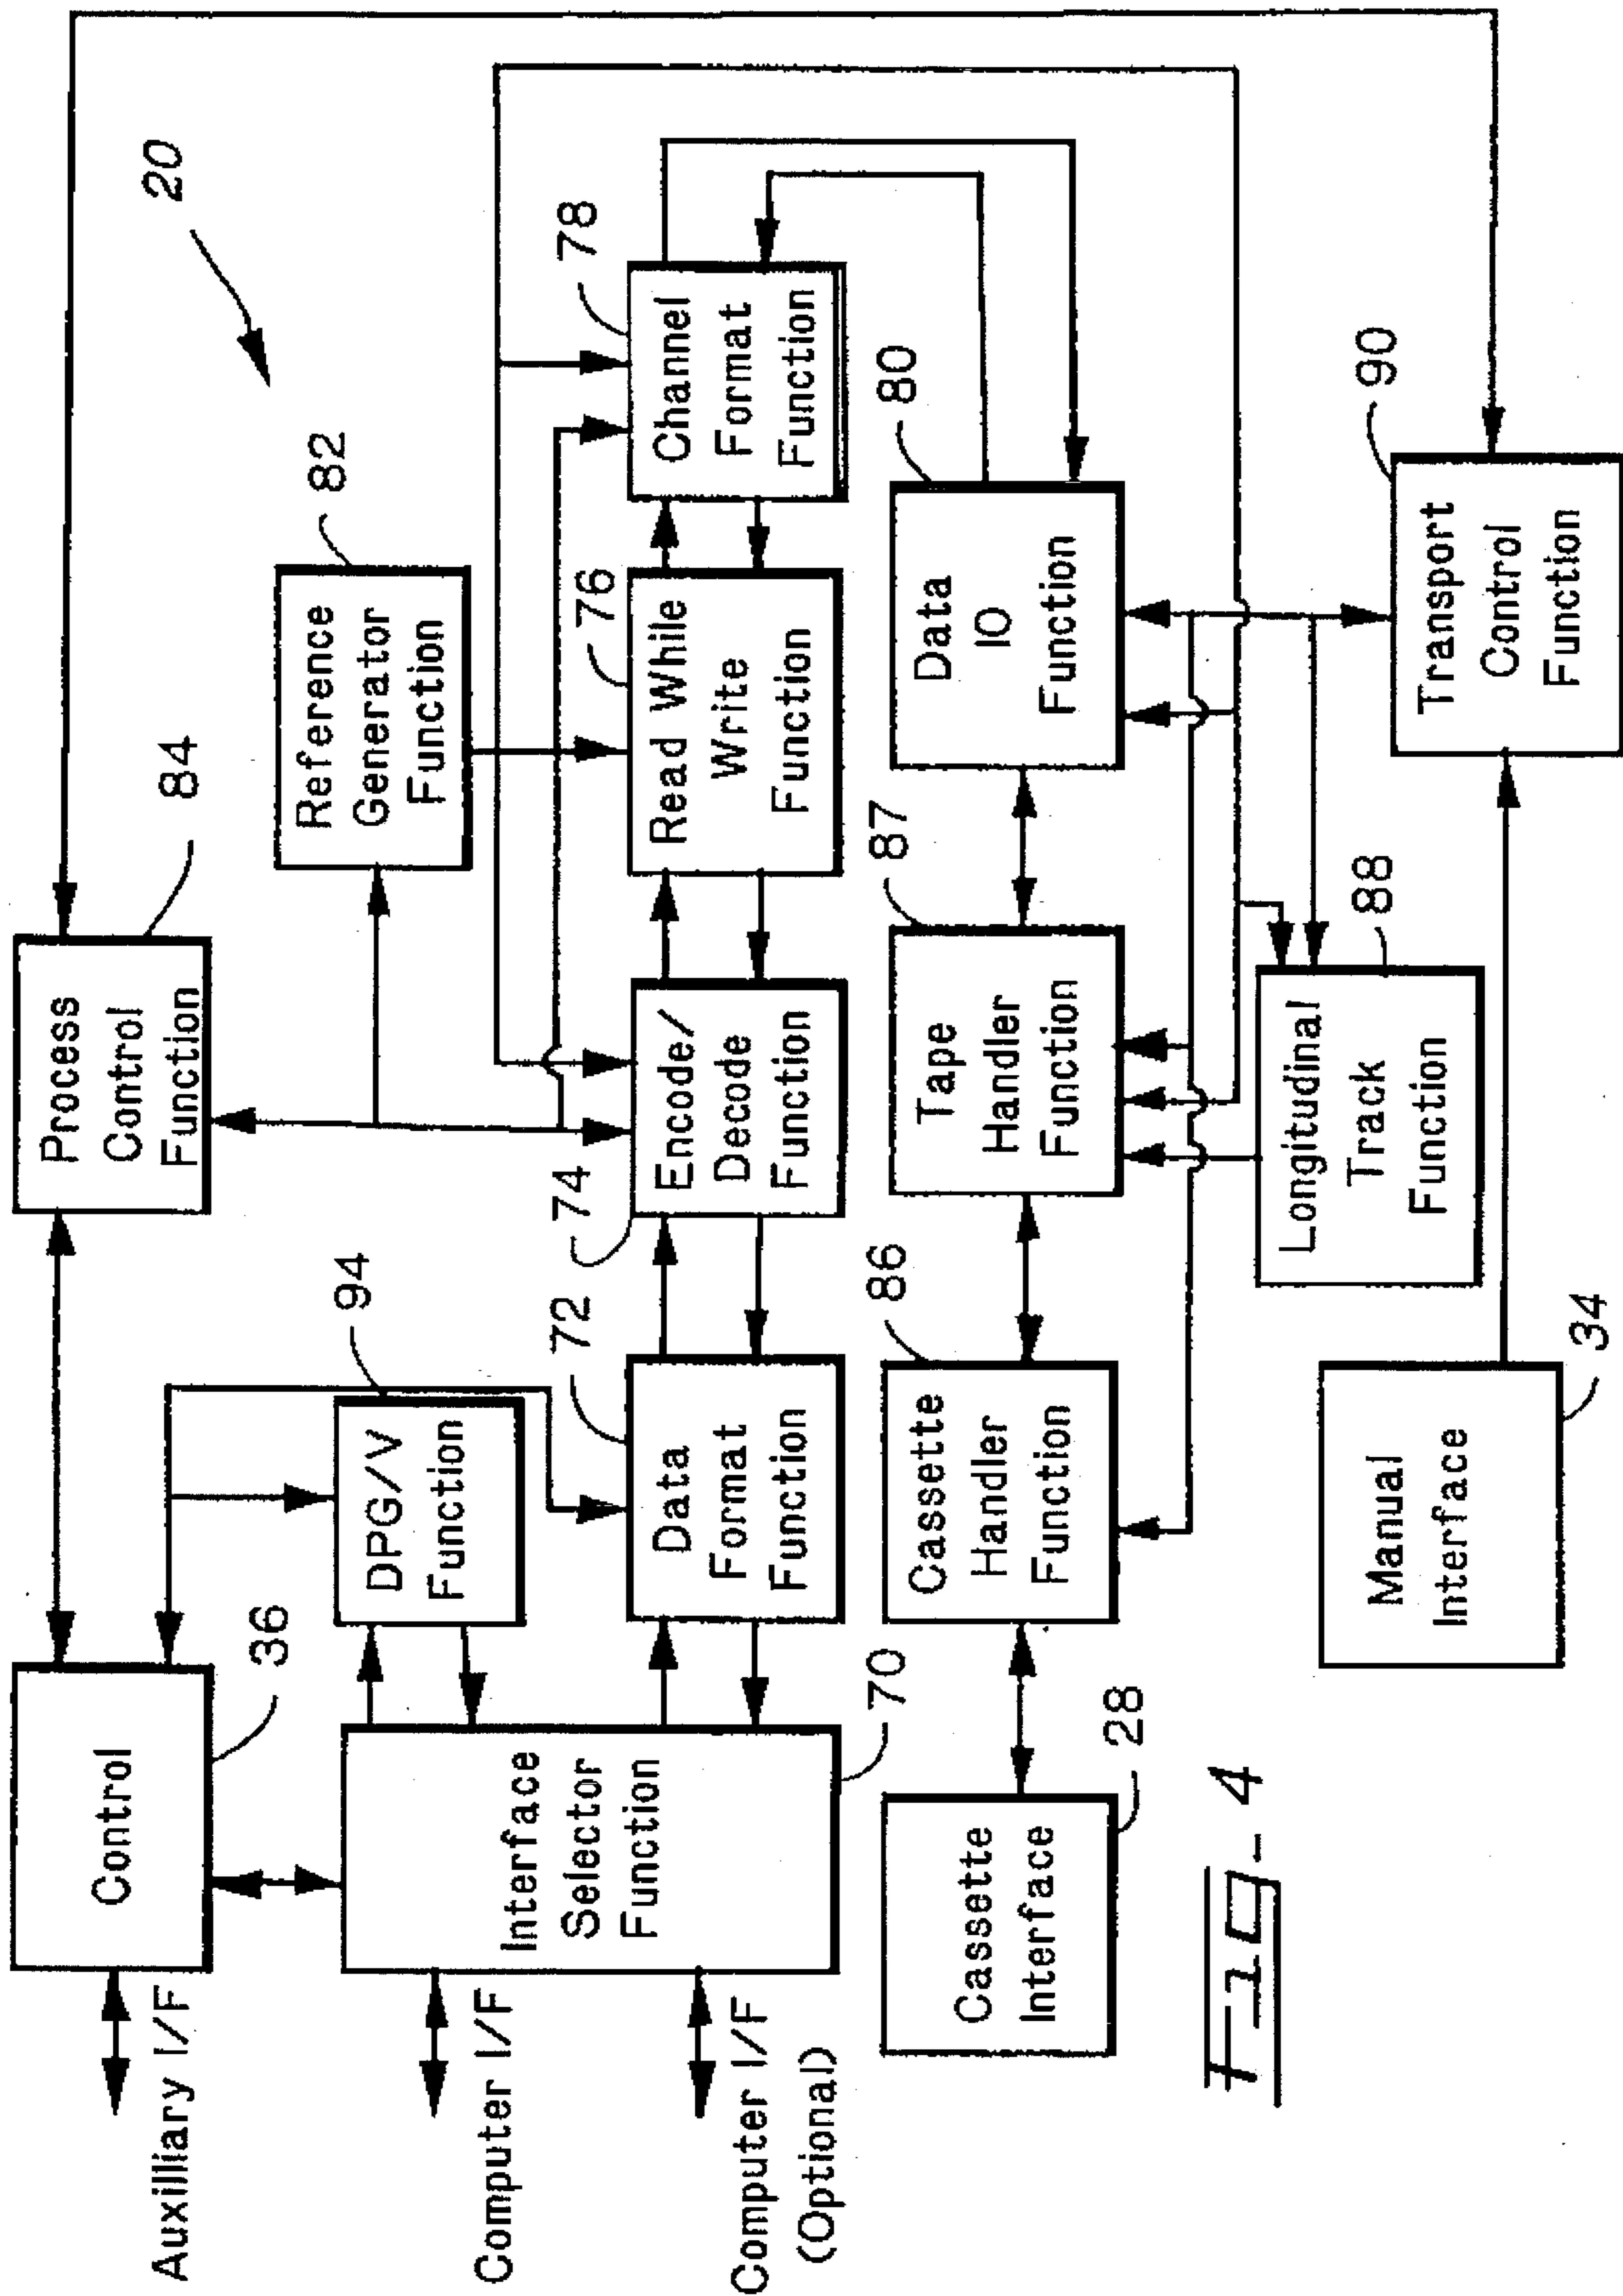 20
Control
36
Process
Control
Function
84
Auxilliary I/F
DPG/V
Function
94
Reference
Generator
Function
82
Computer I/F
Computer I/F
(Optional)
Interface
Selector
Function
70
Data
Format
Function
72
Encode/
Decode
Function
74
Read While
Write
Function
76
Channel
Format
Function
78
Cassette
Interface
28
Cassette
Handler
Function
86
Tape
Handler
Function
87
Data
IO
Function
80
Longitudinal
Track
Function
88
Manual
Interface
34
Transport
Control
Function
90
Fig-4